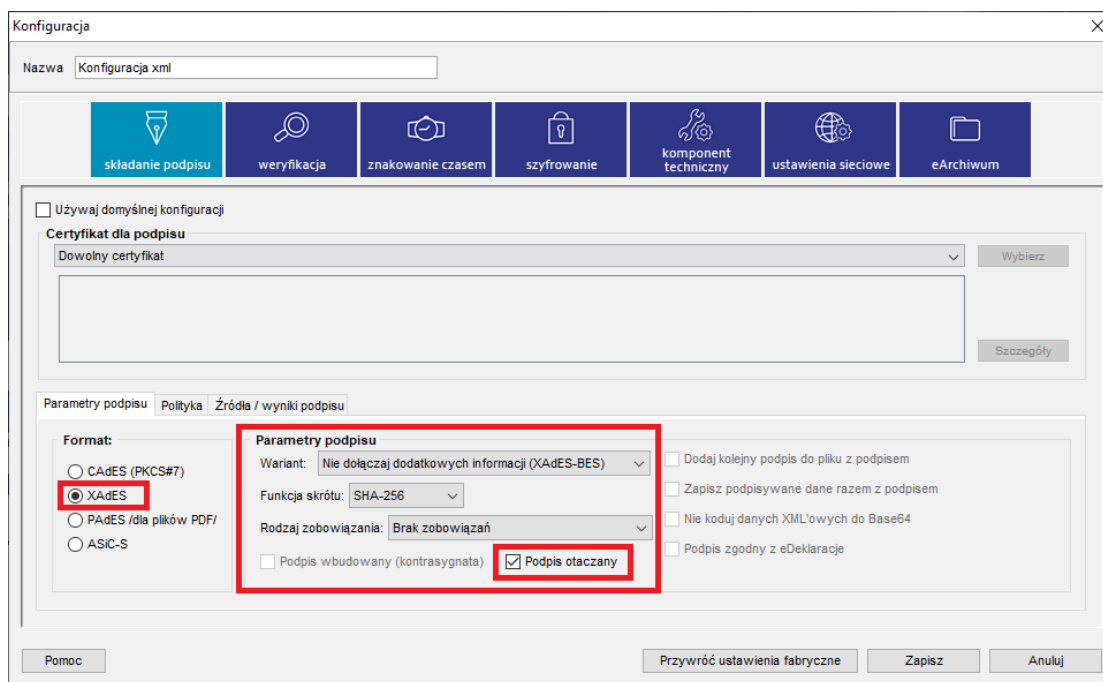 Konfiguracja
Nazwa Konfiguracja xml
składanie podpisu
weryfikacja
znakowanie czasem
szyfrowanie
komponent
techniczny
ustawienia sieciowe
eArchiwum
Używaj domyślnej konfiguracji
Certyfikat dla podpisu
Dowolny certyfikat
Wybierz
Szczegóły
Parametry podpisu
Polityka
Źródła / wyniki podpisu
Format:
CAdES (PKCS#7)
XAdES
PAdES /dla plików PDF/
ASiC-S
Parametry podpisu
Wariant: Nie dołączaj dodatkowych informacji (XAdES-BES)
Funkcja skrótu: SHA-256
Rodzaj zobowiązania: Brak zobowiązań
Podpis wbudowany (kontrasygnata)
Podpis otaczany
Dodaj kolejny podpis do pliku z podpisem
Zapisz podpisywane dane razem z podpisem
Nie koduj danych XML'owych do Base64
Podpis zgodny z eDeklaracje
Pomoc
Przywróć ustawienia fabryczne
Zapisz
Anuluj